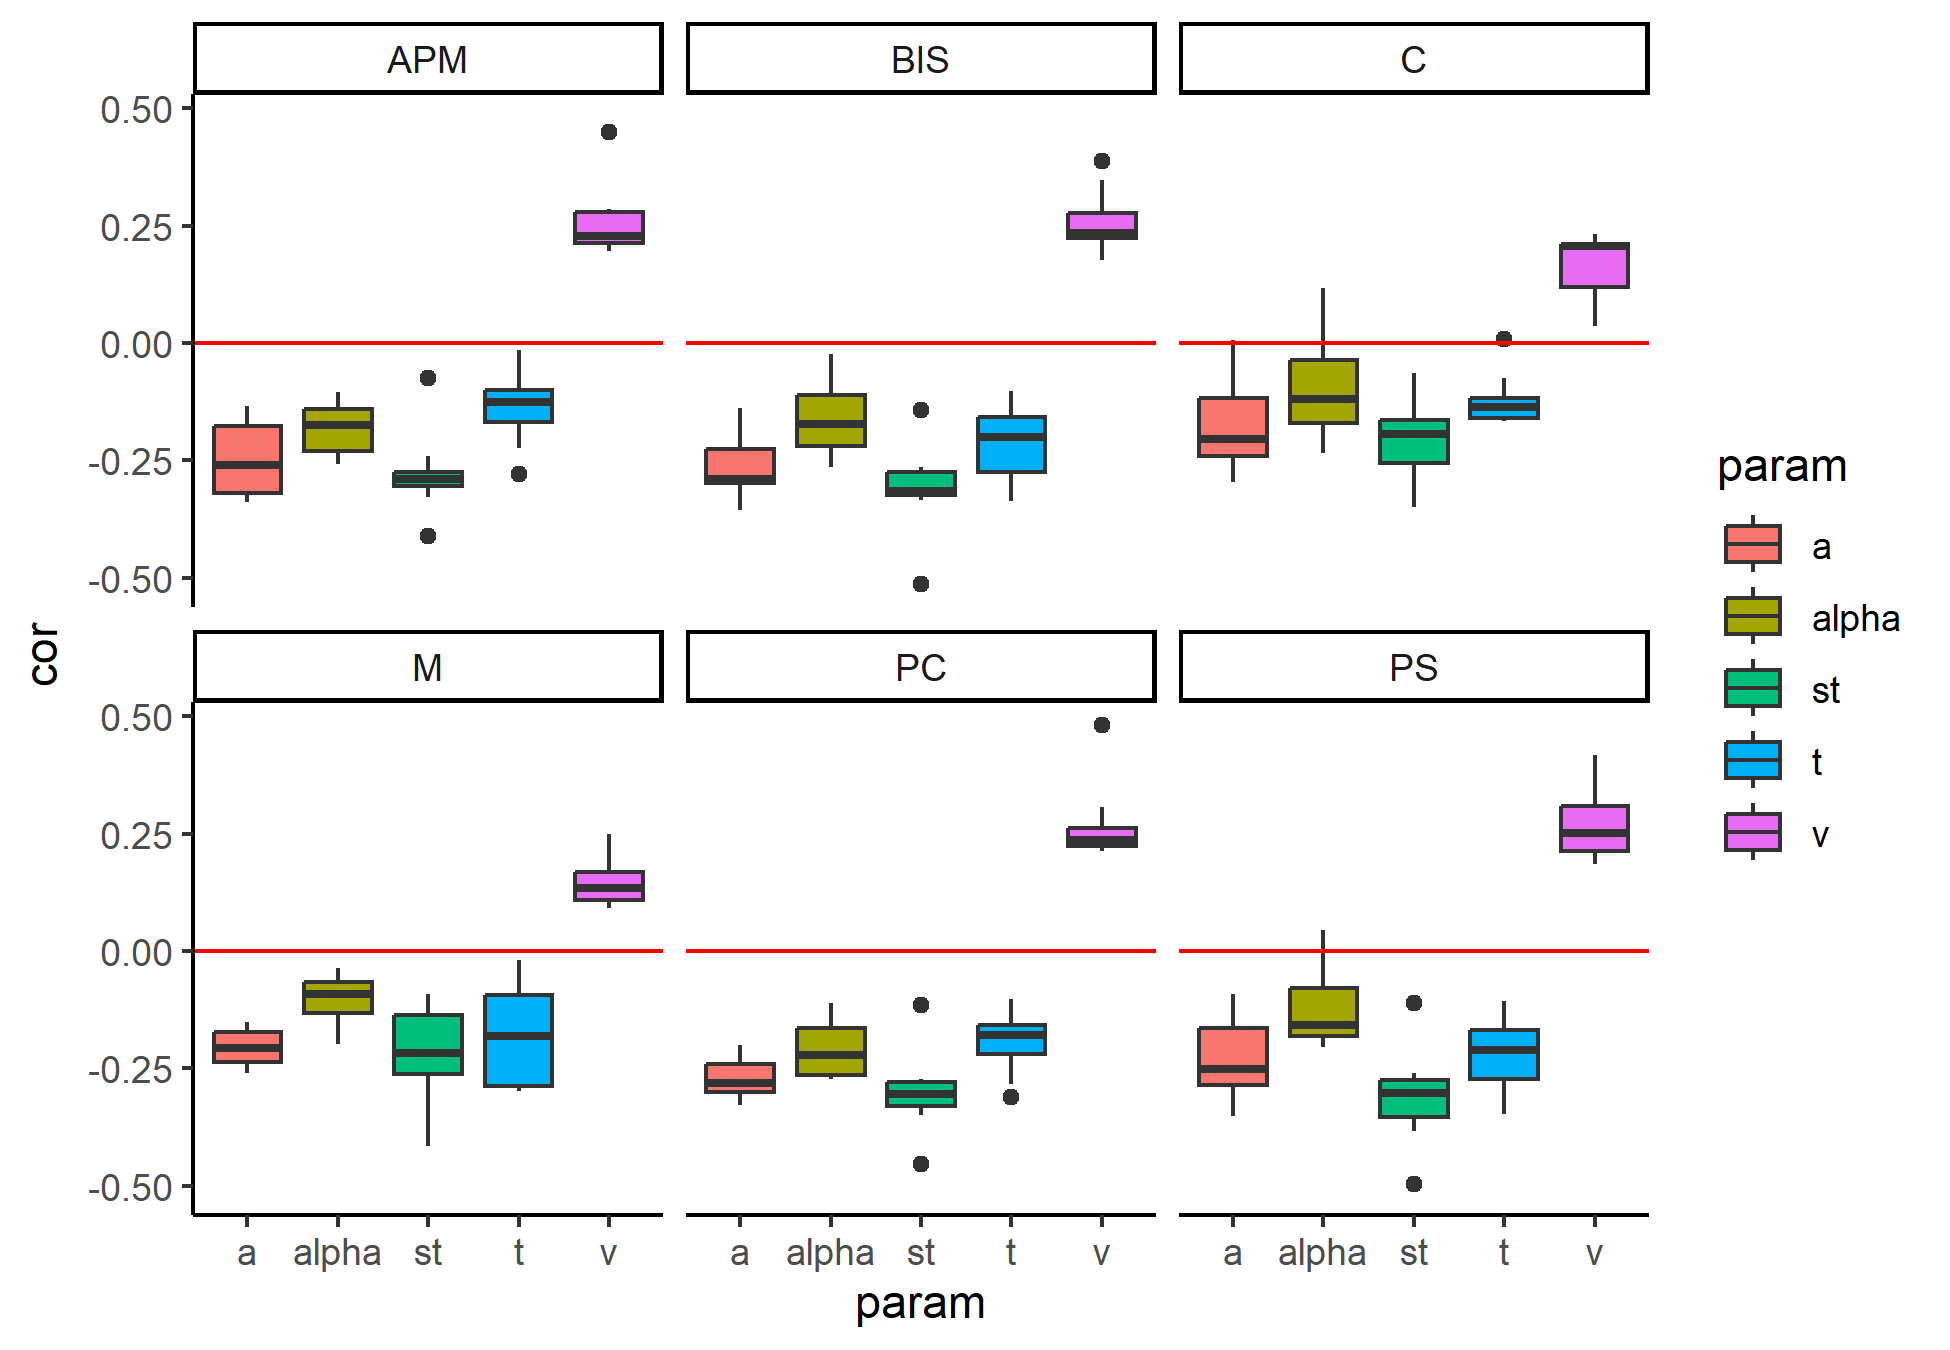 APM BIS C
0.50
0.25
0.00
-0.25
-0.50
cor
M PC PS
0.50
0.25
0.00
-0.25
-0.50
a alpha st t v a alpha st t v a alpha st t v
param
param
a
alpha
st
t
v